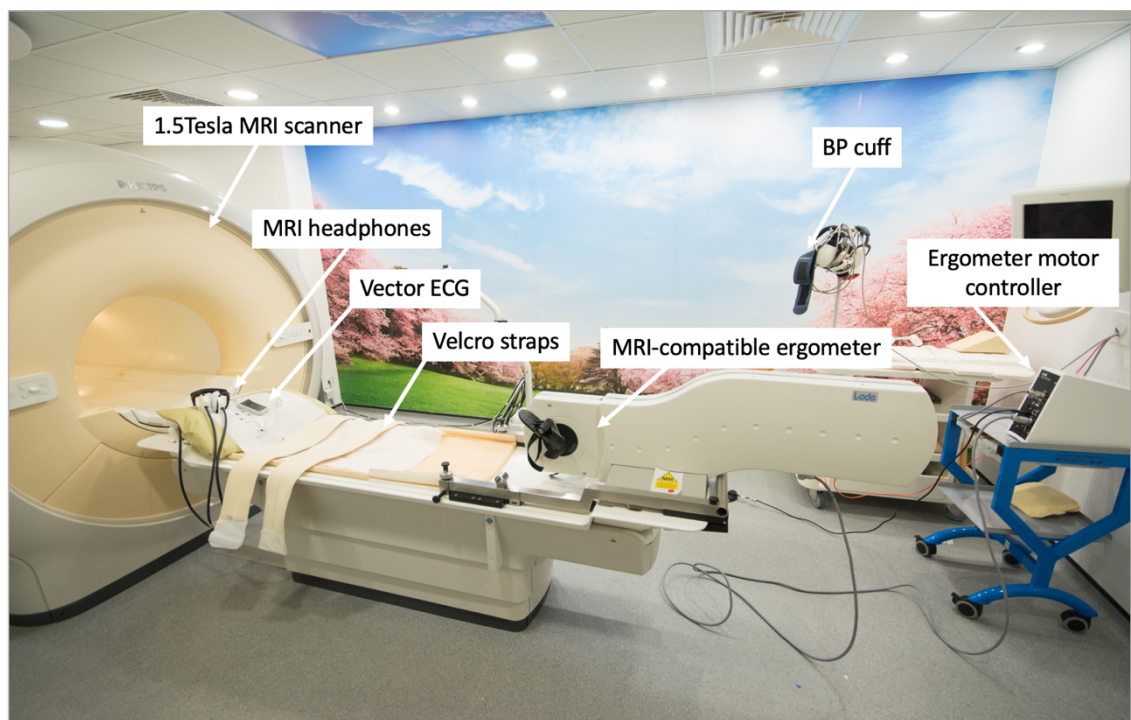 1.5Tesla MRI scanner
BP cuff
PHILIPS
MRI headphones
Ergometer motor
controller
Vector ECG
Velcro straps
MRI-compatible ergometer
Lode